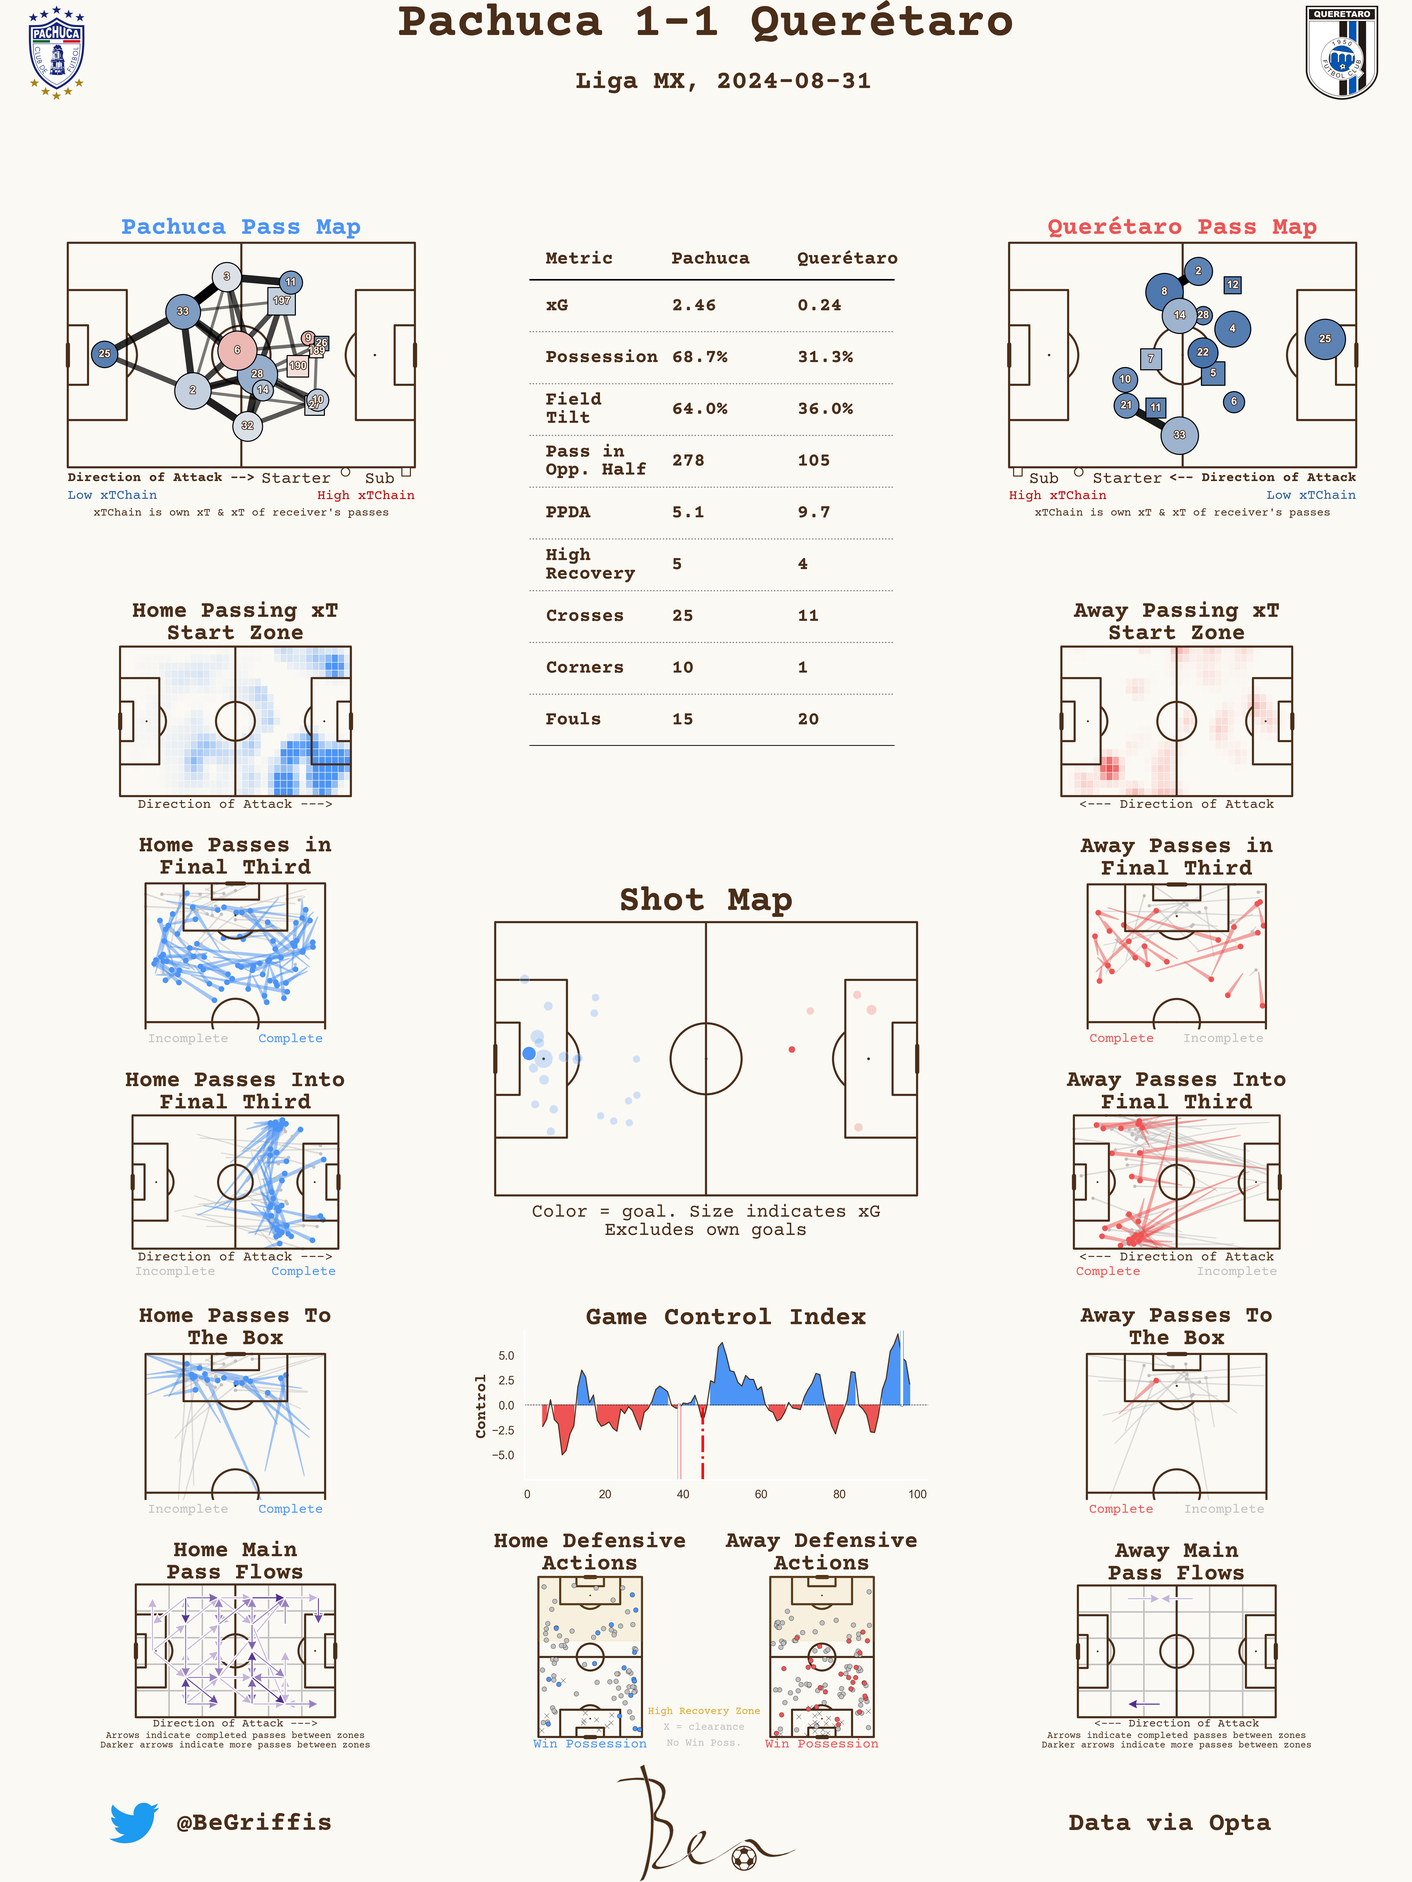 Pachuca 1-1 Querétaro
Liga MX, 2024-08-31
PACHUCA
CLUB DE FUTBOL
QUERETARO
1950
FUTBOL CLUB
Pachuca Pass Map
3
11
197
33
9
26
189
25
6
190
28
2
14
10
27
32
Direction of Attack --> Starter Sub
Low xTChain High xTChain
xTChain is own xT & xT of receiver's passes
Metric Pachuca Querétaro
xG 2.46 0.24
Possession 68.7% 31.3%
Field Tilt 64.0% 36.0%
Pass in Opp. Half 278 105
PPDA 5.1 9.7
High Recovery 5 4
Crosses 25 11
Corners 10 1
Fouls 15 20
Querétaro Pass Map
2
12
8
14
28
4
25
22
7
5
10
21
11
6
33
Sub Starter <-- Direction of Attack
High xTChain Low xTChain
xTChain is own xT & xT of receiver's passes
Home Passing xT
Start Zone
Direction of Attack --->
Away Passing xT
Start Zone
<--- Direction of Attack
Home Passes in
Final Third
Incomplete Complete
Shot Map
Color = goal. Size indicates xG
Excludes own goals
Away Passes in
Final Third
Complete Incomplete
Home Passes Into
Final Third
Direction of Attack --->
Incomplete Complete
Away Passes Into
Final Third
<--- Direction of Attack
Complete Incomplete
Home Passes To
The Box
Incomplete Complete
Game Control Index
Control
5.0
2.5
0.0
−2.5
−5.0
0 20 40 60 80 100
Away Passes To
The Box
Complete Incomplete
Home Main
Pass Flows
Direction of Attack --->
Arrows indicate completed passes between zones
Darker arrows indicate more passes between zones
Home Defensive
Actions
Win Possession
High Recovery Zone
X = clearance
No Win Poss.
Away Defensive
Actions
Win Possession
Away Main
Pass Flows
<--- Direction of Attack
Arrows indicate completed passes between zones
Darker arrows indicate more passes between zones
@BeGriffis
Ben
Data via Opta